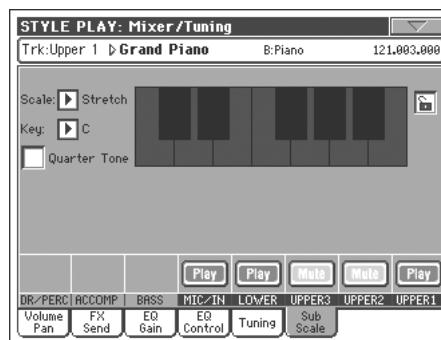 STYLE PLAY: Mixer/Tuning
Trk:Upper 1 Grand Piano B:Piano 121.003.000
Scale: Stretch
Key: C
Quarter Tone
Play Play Mute Mute Play
DR/PERC ACCOMP BASS MIC/IN LOWER UPPER3 UPPER2 UPPER1
Volume Pan FX Send EQ Gain EQ Control Tuning Sub Scale